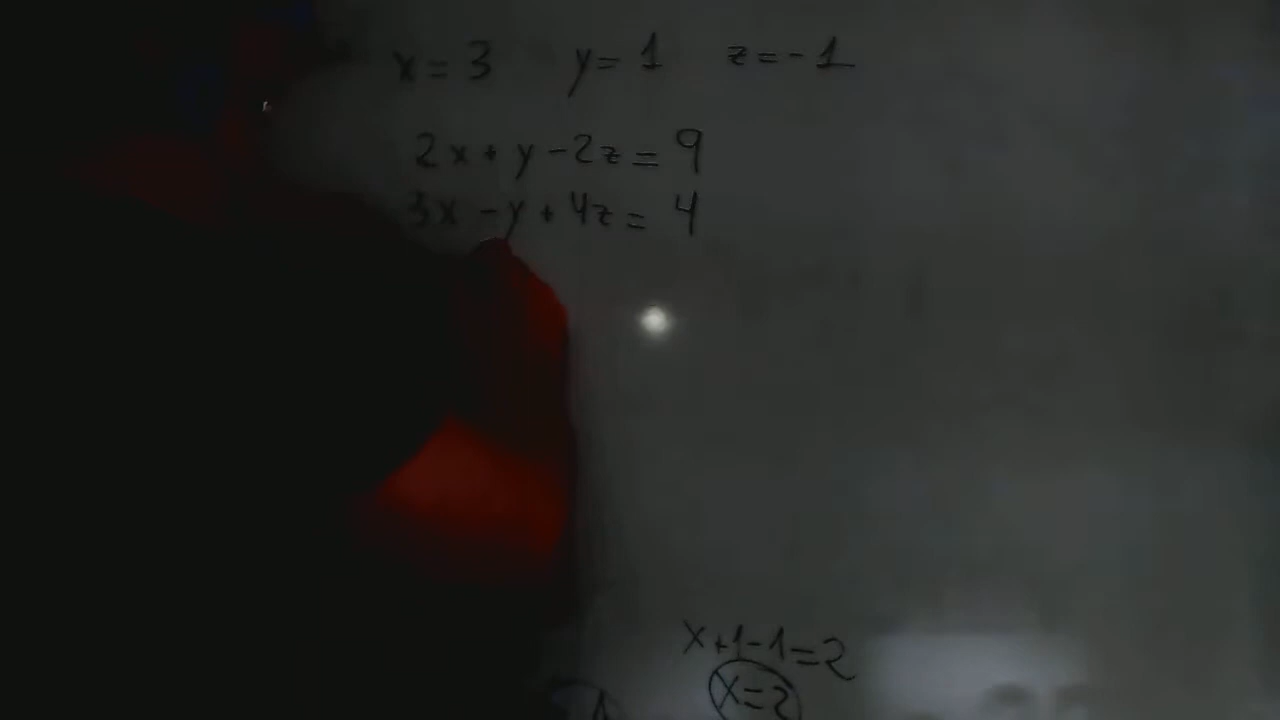 x = 3 y = 1 z = -1
2x + y - 2z = 9
3x - y + 4z = 4
x + 1 - 1 = 2
x = 2